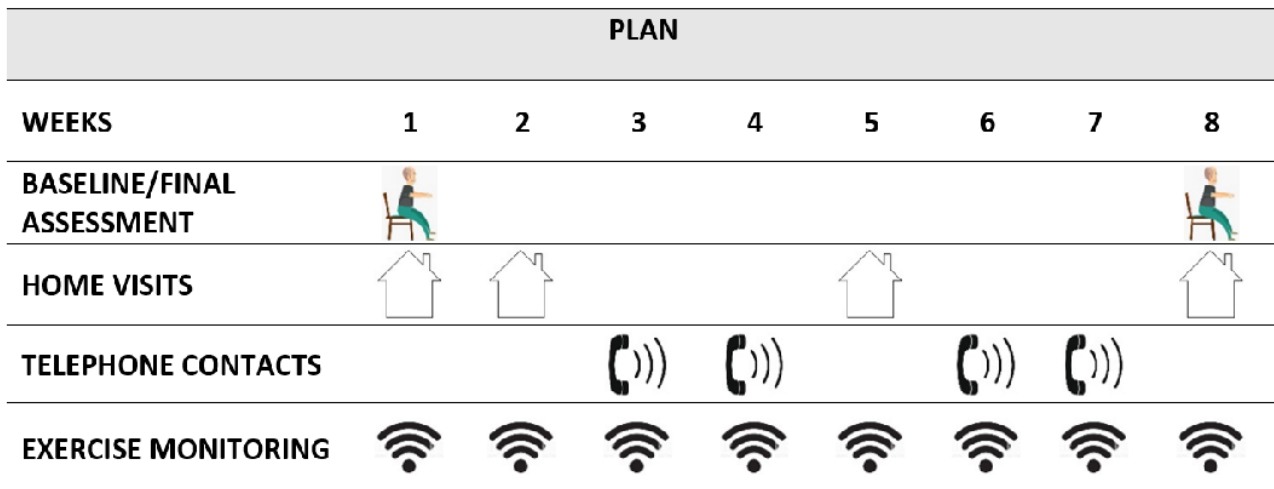 PLAN
WEEKS 1 2 3 4 5 6 7 8
BASELINE/FINAL
ASSESSMENT
HOME VISITS
TELEPHONE CONTACTS
EXERCISE MONITORING